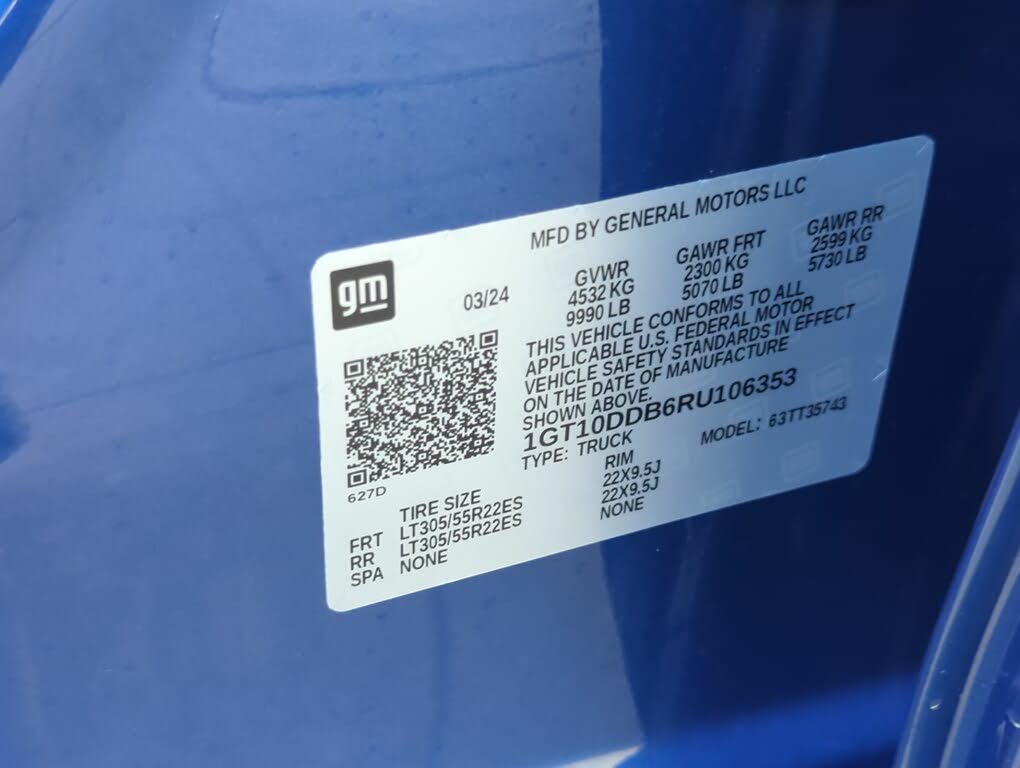 MFD BY GENERAL MOTORS LLC
gm
03/24
GVWR
4532 KG
9990 LB
GAWR FRT
2300 KG
5070 LB
GAWR RR
2599 KG
5730 LB
THIS VEHICLE CONFORMS TO ALL
APPLICABLE U.S. FEDERAL MOTOR
VEHICLE SAFETY STANDARDS IN EFFECT
ON THE DATE OF MANUFACTURE
SHOWN ABOVE.
1GT10DDB6RU106353
TYPE: TRUCK
MODEL: 63TT35743
627D
TIRE SIZE RIM
FRT LT305/55R22ES 22X9.5J
RR LT305/55R22ES 22X9.5J
SPA NONE NONE